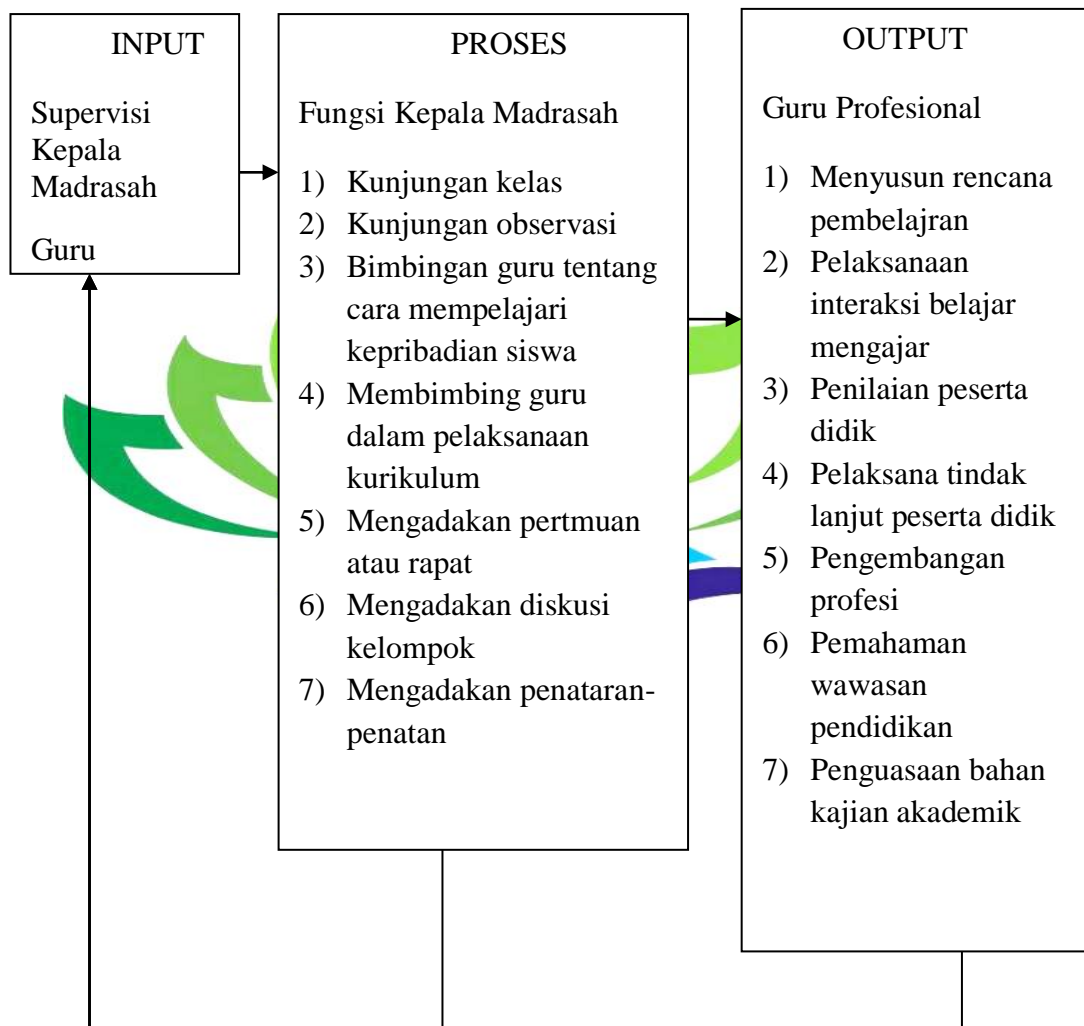 INPUT
Supervisi
Kepala
Madrasah
Guru
PROSES
Fungsi Kepala Madrasah
1) Kunjungan kelas
2) Kunjungan observasi
3) Bimbingan guru tentang
cara mempelajari
kepribadian siswa
4) Membimbing guru
dalam pelaksanaan
kurikulum
5) Mengadakan pertmuan
atau rapat
6) Mengadakan diskusi
kelompok
7) Mengadakan penataran-
penatan
OUTPUT
Guru Profesional
1) Menyusun rencana
pembelajran
2) Pelaksanaan
interaksi belajar
mengajar
3) Penilaian peserta
didik
4) Pelaksana tindak
lanjut peserta didik
5) Pengembangan
profesi
6) Pemahaman
wawasan
pendidikan
7) Penguasaan bahan
kajian akademik